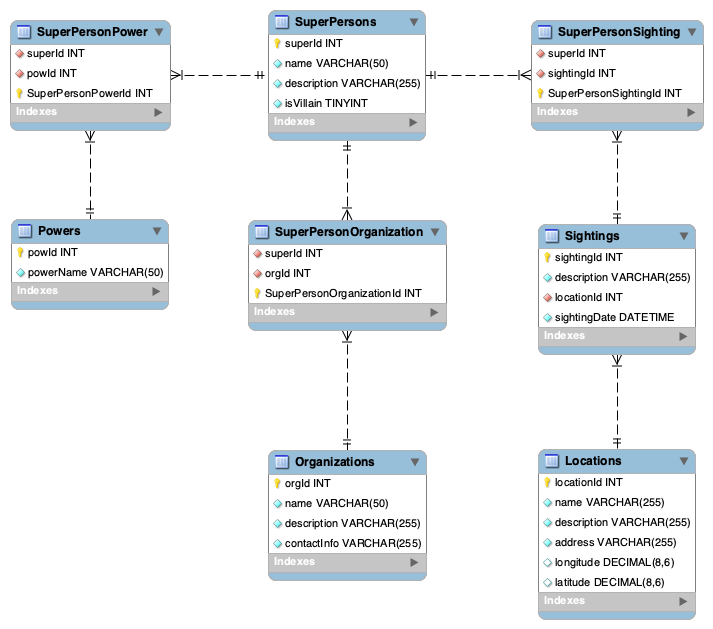 SuperPersonPower
superId INT
powId INT
SuperPersonPowerId INT
Indexes
SuperPersons
superId INT
name VARCHAR(50)
description VARCHAR(255)
isVillain TINYINT
Indexes
SuperPersonSighting
superId INT
sightingId INT
SuperPersonSightingId INT
Indexes
Powers
powId INT
powerName VARCHAR(50)
Indexes
SuperPersonOrganization
superId INT
orgId INT
SuperPersonOrganizationId INT
Indexes
Sightings
sightingId INT
description VARCHAR(255)
locationId INT
sightingDate DATETIME
Indexes
Organizations
orgId INT
name VARCHAR(50)
description VARCHAR(255)
contactInfo VARCHAR(255)
Indexes
Locations
locationId INT
name VARCHAR(255)
description VARCHAR(255)
address VARCHAR(255)
longitude DECIMAL(8,6)
latitude DECIMAL(8,6)
Indexes